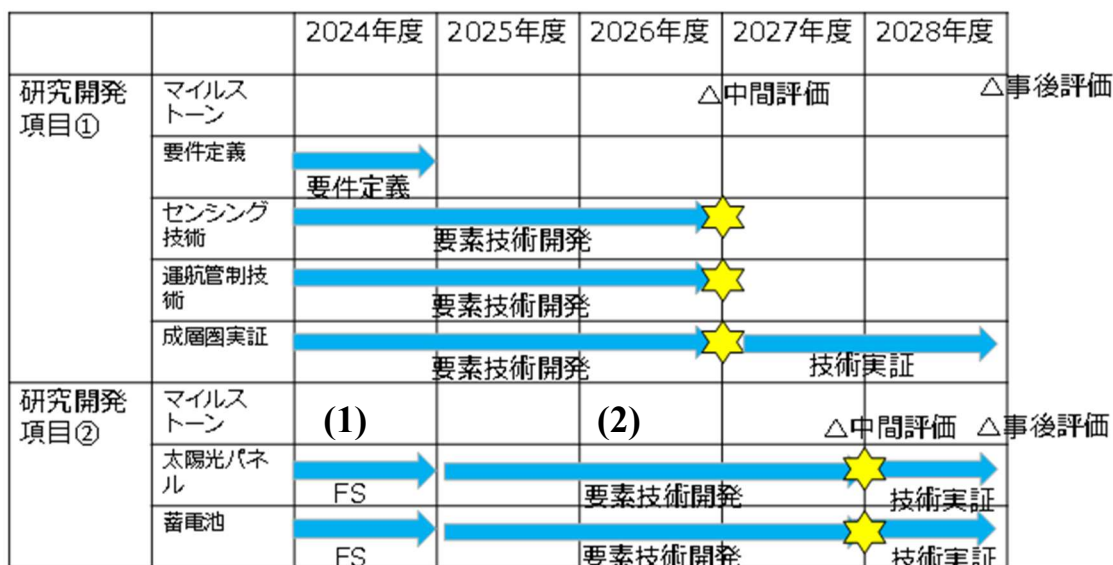 2024年度 2025年度 2026年度 2027年度 2028年度
研究開発
項目①
マイルス
トーン
△中間評価 △事後評価
要件定義
要件定義
センシング
技術
要素技術開発
運航管制技
術
要素技術開発
成層圏実証
要素技術開発 技術実証
研究開発
項目②
マイルス
トーン
(1) (2)
△中間評価 △事後評価
太陽光パネ
ル
FS 要素技術開発 技術実証
蓄電池
FS 要素技術開発 技術実証